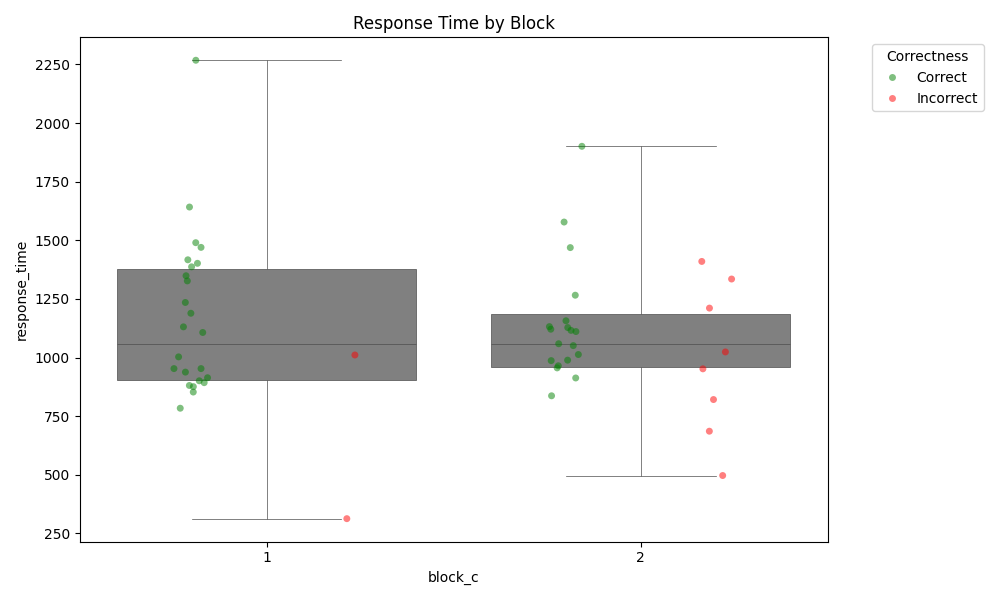 Response Time by Block
Correctness
Correct
Incorrect
response_time
2250
2000
1750
1500
1250
1000
750
500
250
1
2
block_c